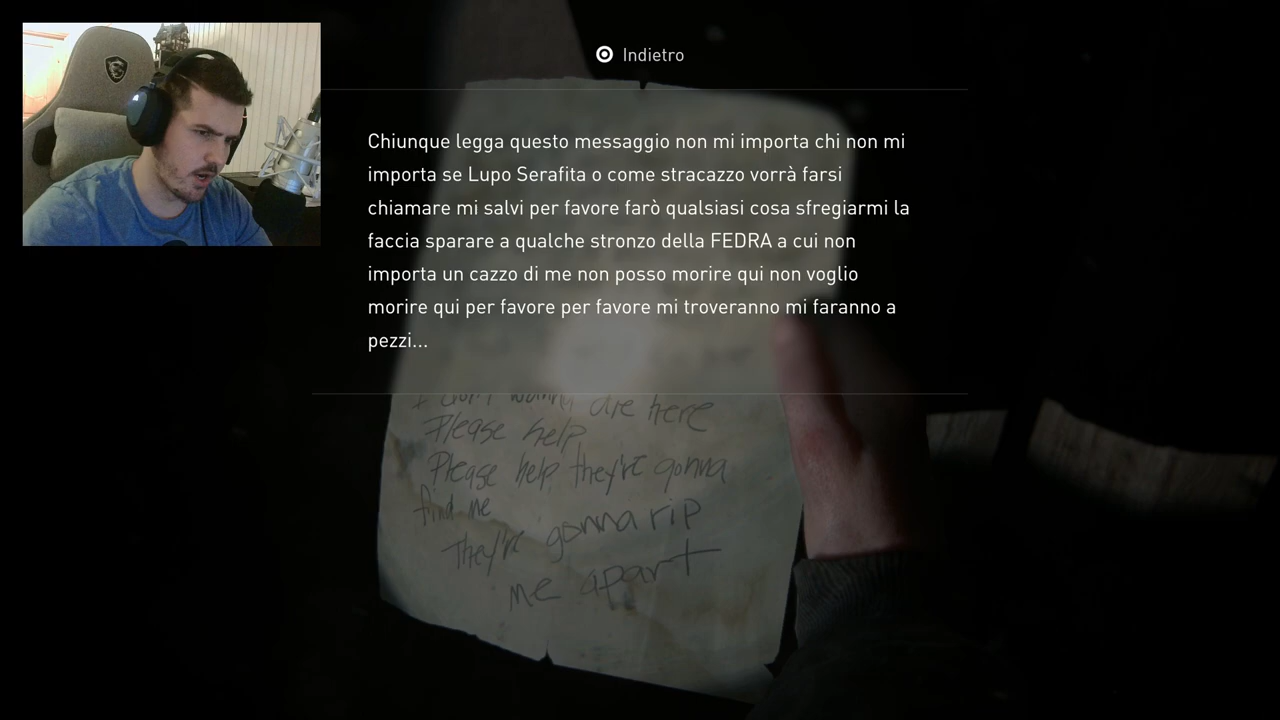 Indietro
Chiunque legga questo messaggio non mi importa chi non mi
importa se Lupo Serafita o come stracazzo vorrà farsi
chiamare mi salvi per favore farò qualsiasi cosa sfregiarmi la
faccia sparare a qualche stronzo della FEDRA a cui non
importa un cazzo di me non posso morire qui non voglio
morire qui per favore per favore mi troveranno mi faranno a
pezzi...
I don't wanna die here
Please help
Please help they're gonna
find me
They're gonna rip
me apart